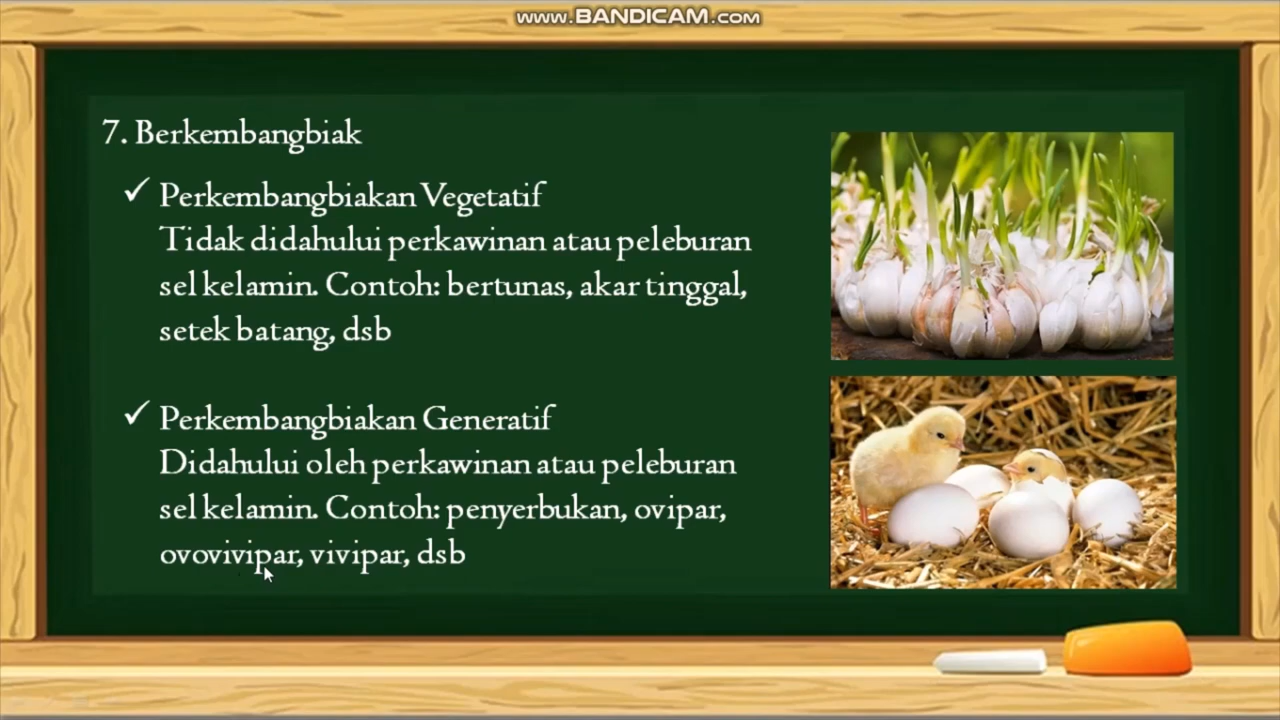 www.BANDICAM.com
7. Berkembangbiak
✓ Perkembangbiakan Vegetatif
Tidak didahului perkawinan atau peleburan
sel kelamin. Contoh: bertunas, akar tinggal,
setek batang, dsb
✓ Perkembangbiakan Generatif
Didahului oleh perkawinan atau peleburan
sel kelamin. Contoh: penyerbukan, ovipar,
ovovivipar, vivipar, dsb